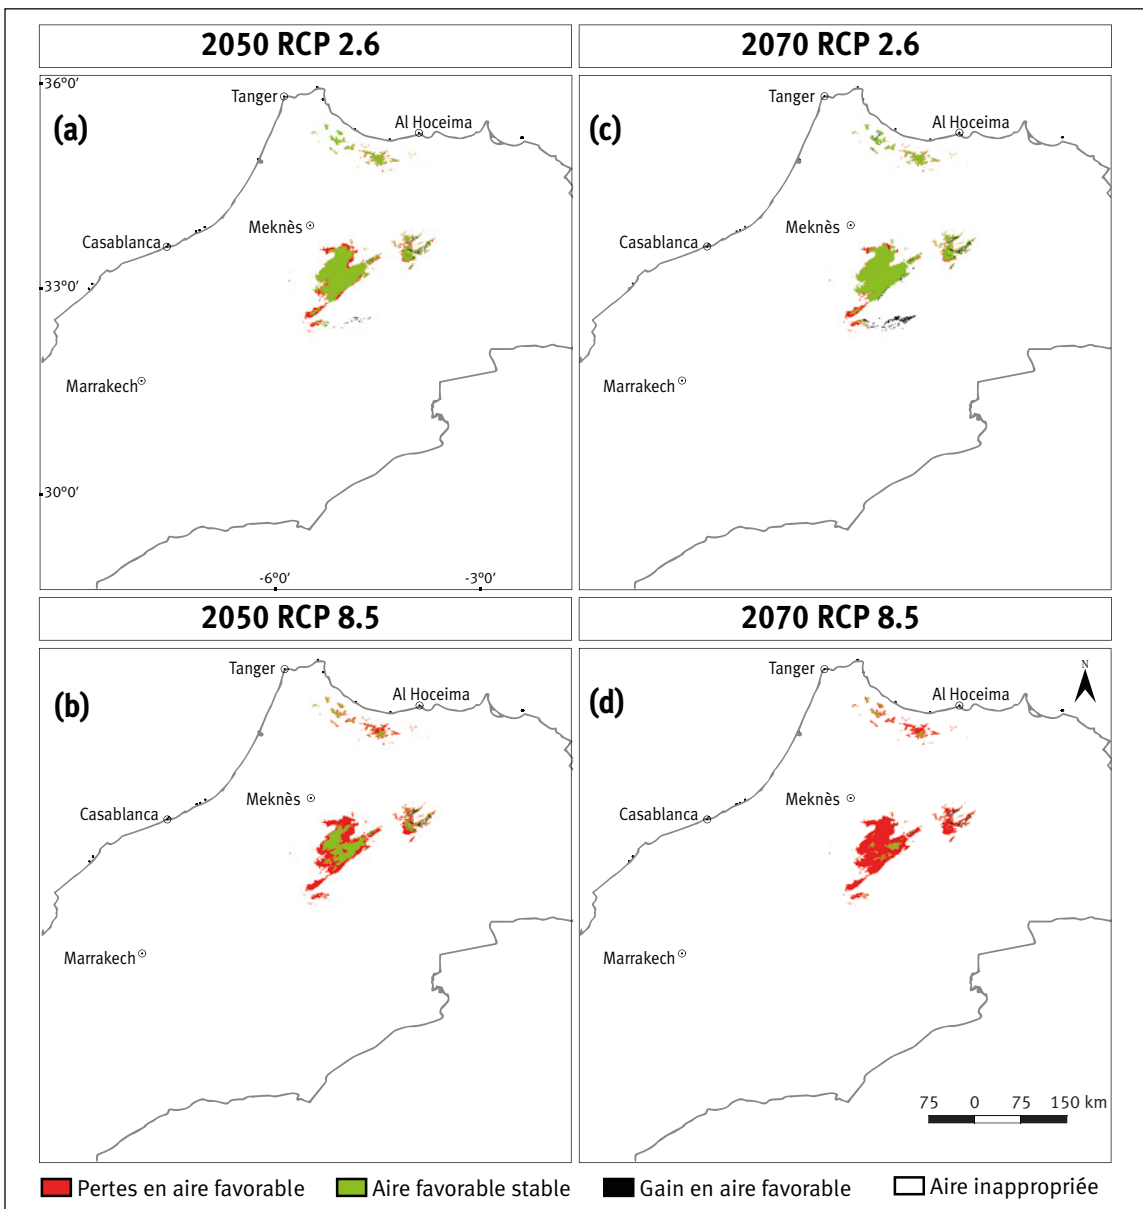 2050 RCP 2.6
2070 RCP 2.6
36°0'
(a)
Tanger
Al Hoceima
Meknès
Casablanca
33°0'
Marrakech
30°0'
-6°0'
-3°0'
(c)
Tanger
Al Hoceima
Meknès
Casablanca
Marrakech
2050 RCP 8.5
2070 RCP 8.5
(b)
Tanger
Al Hoceima
Meknès
Casablanca
Marrakech
(d)
Tanger
Al Hoceima
N
Meknès
Casablanca
Marrakech
75 0 75 150 km
Pertes en aire favorable
Aire favorable stable
Gain en aire favorable
Aire inappropriée